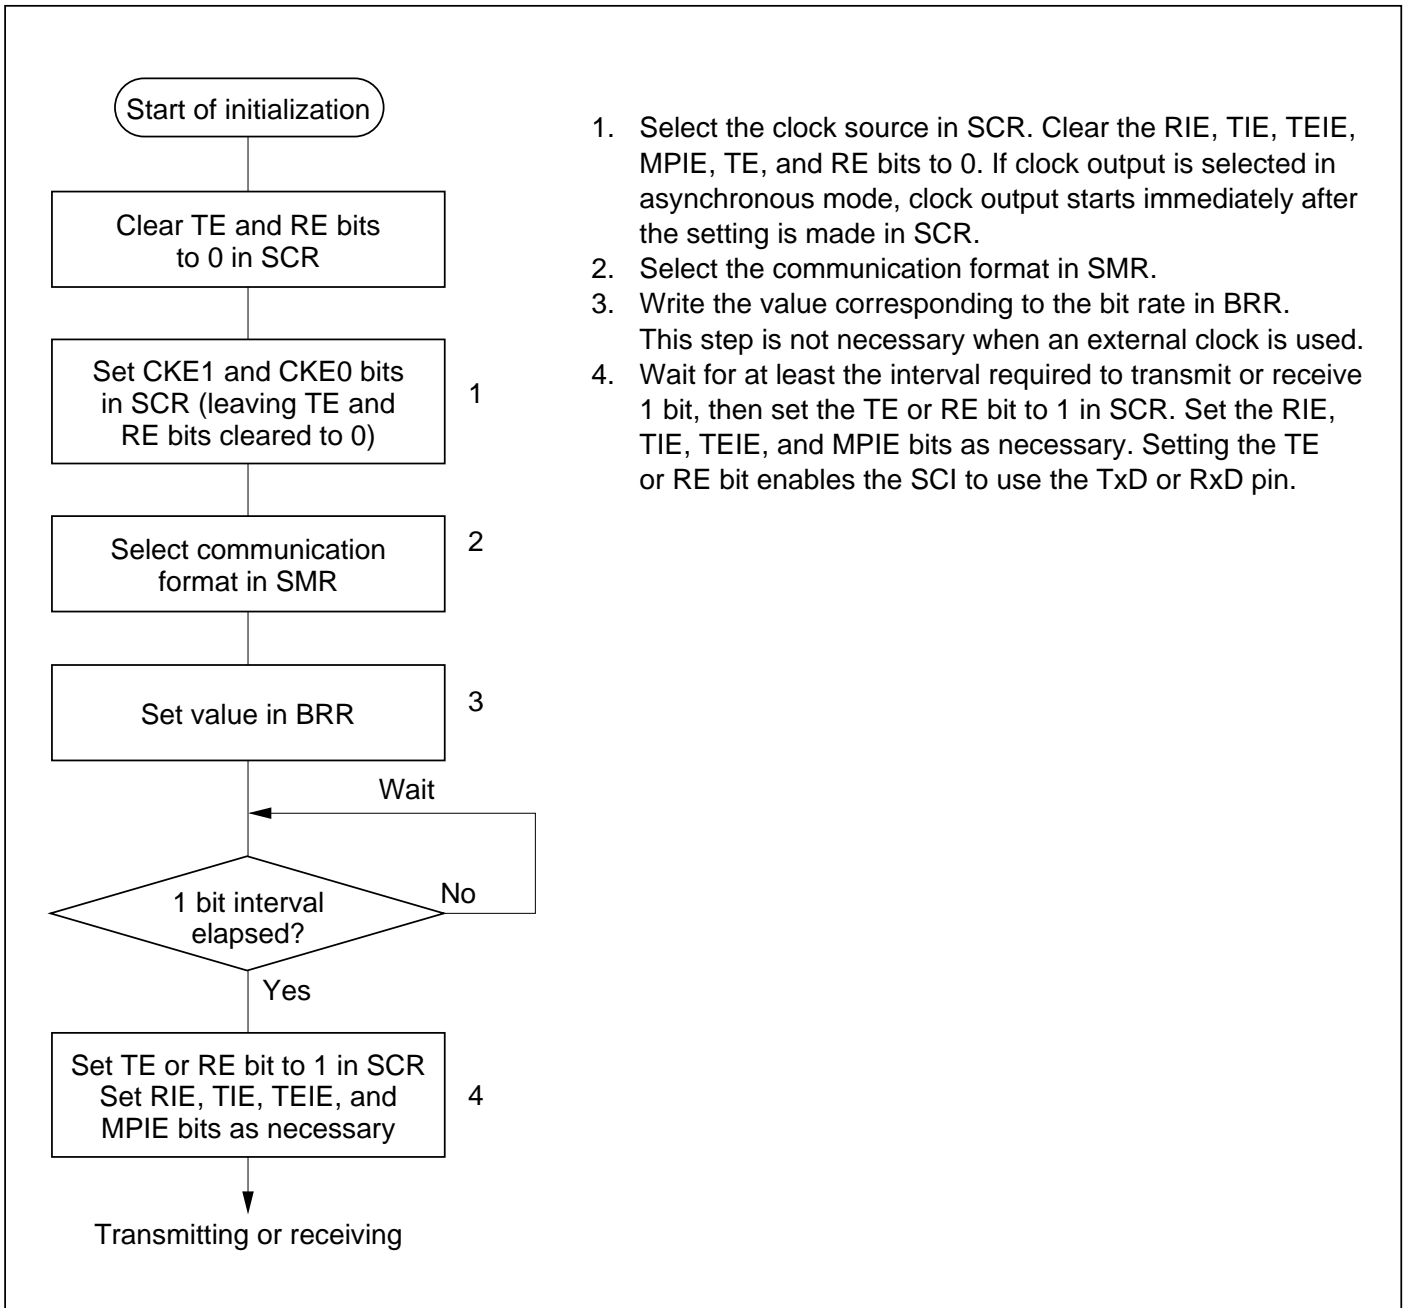 Start of initialization
Clear TE and RE bits
to 0 in SCR
Set CKE1 and CKE0 bits
in SCR (leaving TE and
RE bits cleared to 0)
1
Select communication
format in SMR
2
Set value in BRR
3
Wait
1 bit interval
elapsed?
No
Yes
Set TE or RE bit to 1 in SCR
Set RIE, TIE, TEIE, and
MPIE bits as necessary
4
Transmitting or receiving
1. Select the clock source in SCR. Clear the RIE, TIE, TEIE,
MPIE, TE, and RE bits to 0. If clock output is selected in
asynchronous mode, clock output starts immediately after
the setting is made in SCR.
2. Select the communication format in SMR.
3. Write the value corresponding to the bit rate in BRR.
This step is not necessary when an external clock is used.
4. Wait for at least the interval required to transmit or receive
1 bit, then set the TE or RE bit to 1 in SCR. Set the RIE,
TIE, TEIE, and MPIE bits as necessary. Setting the TE
or RE bit enables the SCI to use the TxD or RxD pin.